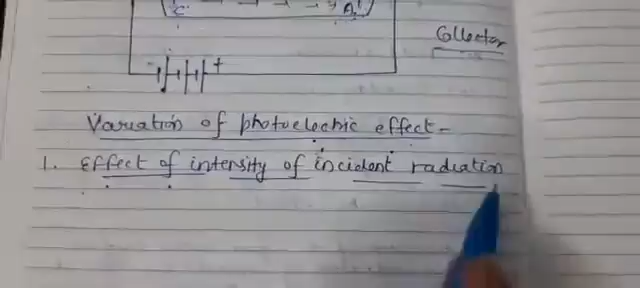 C A
Collector
- +
Variation of photoelectric effect-
1. Effect of intensity of incident radiation